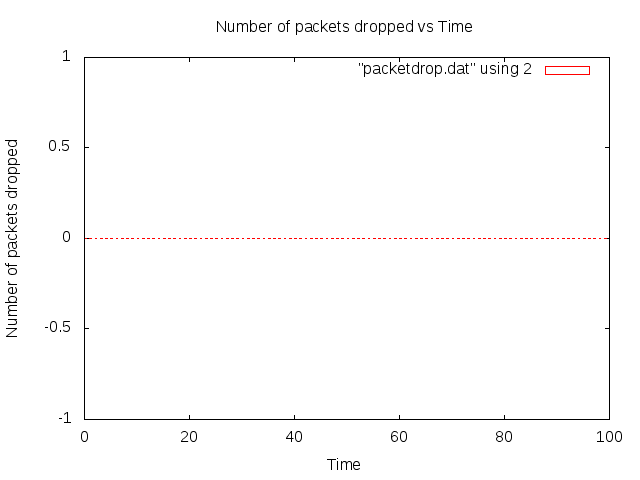 Number of packets dropped vs Time
"packetdrop.dat" using 2
1
0.5
0
-0.5
-1
Number of packets dropped
0 20 40 60 80 100
Time